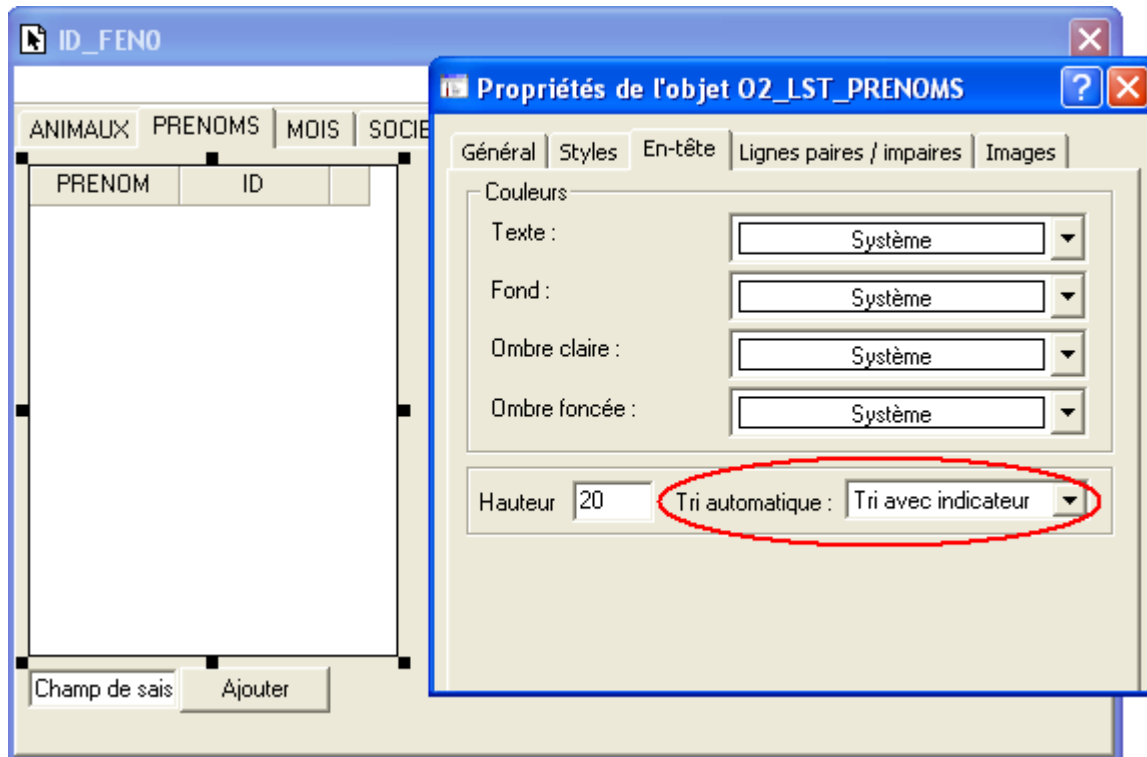 ID_FEN0
ANIMAUX PRENOMS MOIS
PRENOM ID
Champ de sais Ajouter
Propriétés de l'objet O2_LST_PRENOMS
Général Styles En-tête Lignes paires / impaires Images
Couleurs
Texte : Système
Fond : Système
Ombre claire : Système
Ombre foncée : Système
Hauteur 20 Tri automatique : Tri avec indicateur